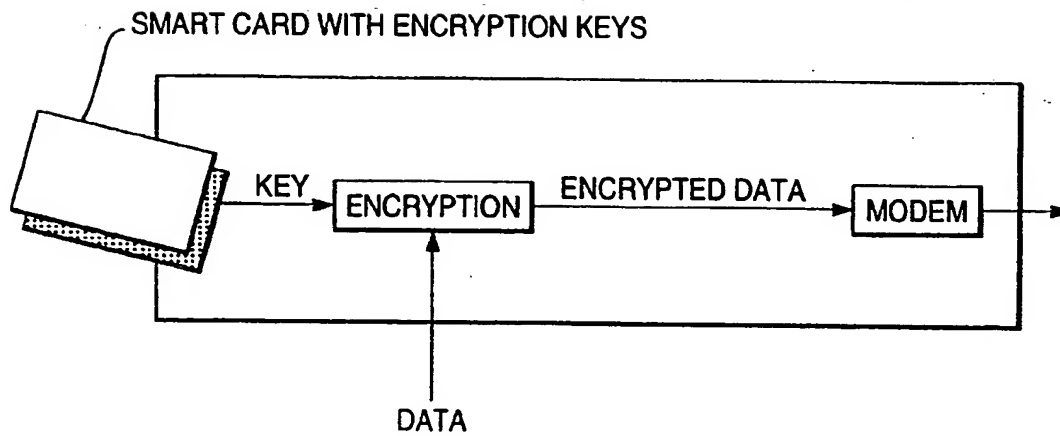 SMART CARD WITH ENCRYPTION KEYS
KEY
ENCRYPTION
ENCRYPTED DATA
MODEM
DATA